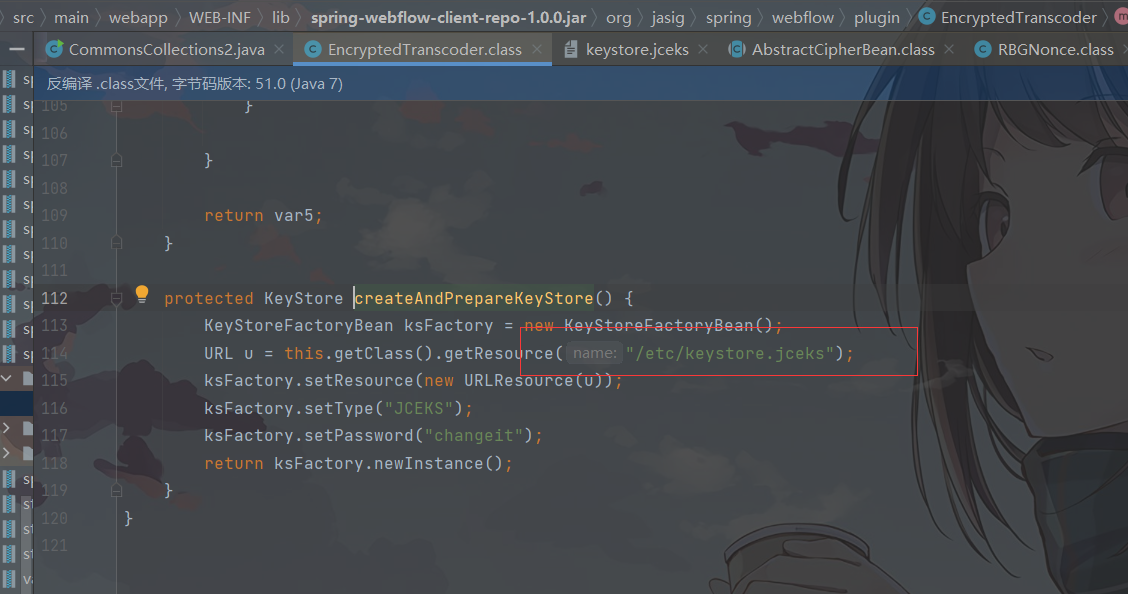 src main webapp WEB-INF lib spring-webflow-client-repo-1.0.0.jar org jasig spring webflow plugin EncryptedTranscoder m
CommonsCollections2.java EncryptedTranscoder.class keystore.jceks AbstractCipherBean.class RBGNonce.class
反编译 .class文件, 字节码版本: 51.0 (Java 7)
105 }
106
107 }
108
109 return var5;
110 }
111
112 protected KeyStore createAndPrepareKeyStore() {
113 KeyStoreFactoryBean ksFactory = new KeyStoreFactoryBean();
114 URL u = this.getClass().getResource( name: "/etc/keystore.jceks");
115 ksFactory.setResource(new URLResource(u));
116 ksFactory.setType("JCEKS");
117 ksFactory.setPassword("changeit");
118 return ksFactory.newInstance();
119 }
120 }
121